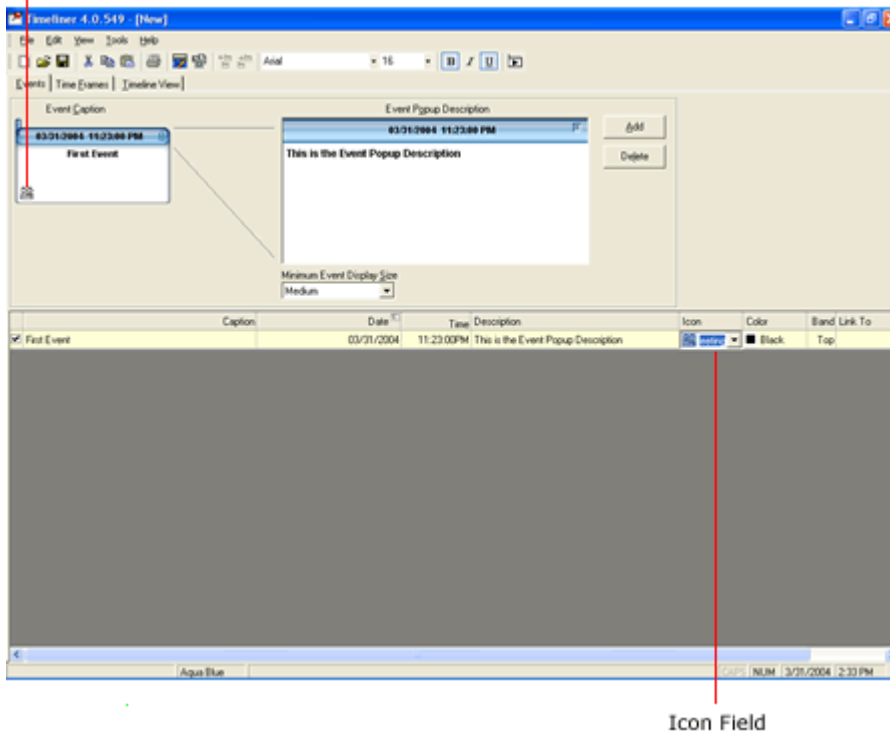 Timeliner 4.0.549 - [New]
File Edit View Tools Help
Arial 16 B I U
Events Time Frames Timeline View
Event Caption Event Popup Description
03/31/2004 11:23:00 PM 03/31/2004 11:23:00 PM Add
First Event This is the Event Popup Description Delete
Minimum Event Display Size
Medium
Caption Date Time Description Icon Color Band Link To
First Event 03/31/2004 11:23:00PM This is the Event Popup Description eeting Black Top
Aqua Blue CAPS NUM 3/31/2004 2:33 PM
Icon Field